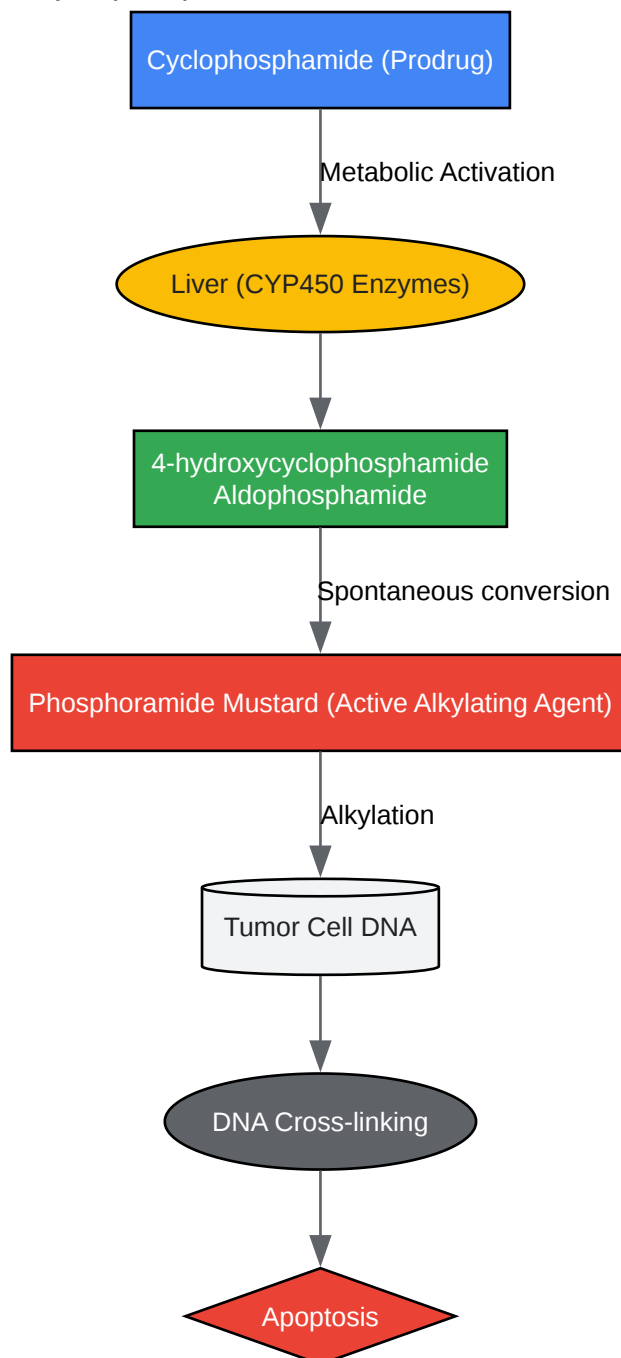 Cyclophosphamide (Prodrug)
Metabolic Activation
Liver (CYP450 Enzymes)
4-hydroxycyclophosphamide
Aldophosphamide
Spontaneous conversion
Phosphoramide Mustard (Active Alkylating Agent)
Alkylation
Tumor Cell DNA
DNA Cross-linking
Apoptosis